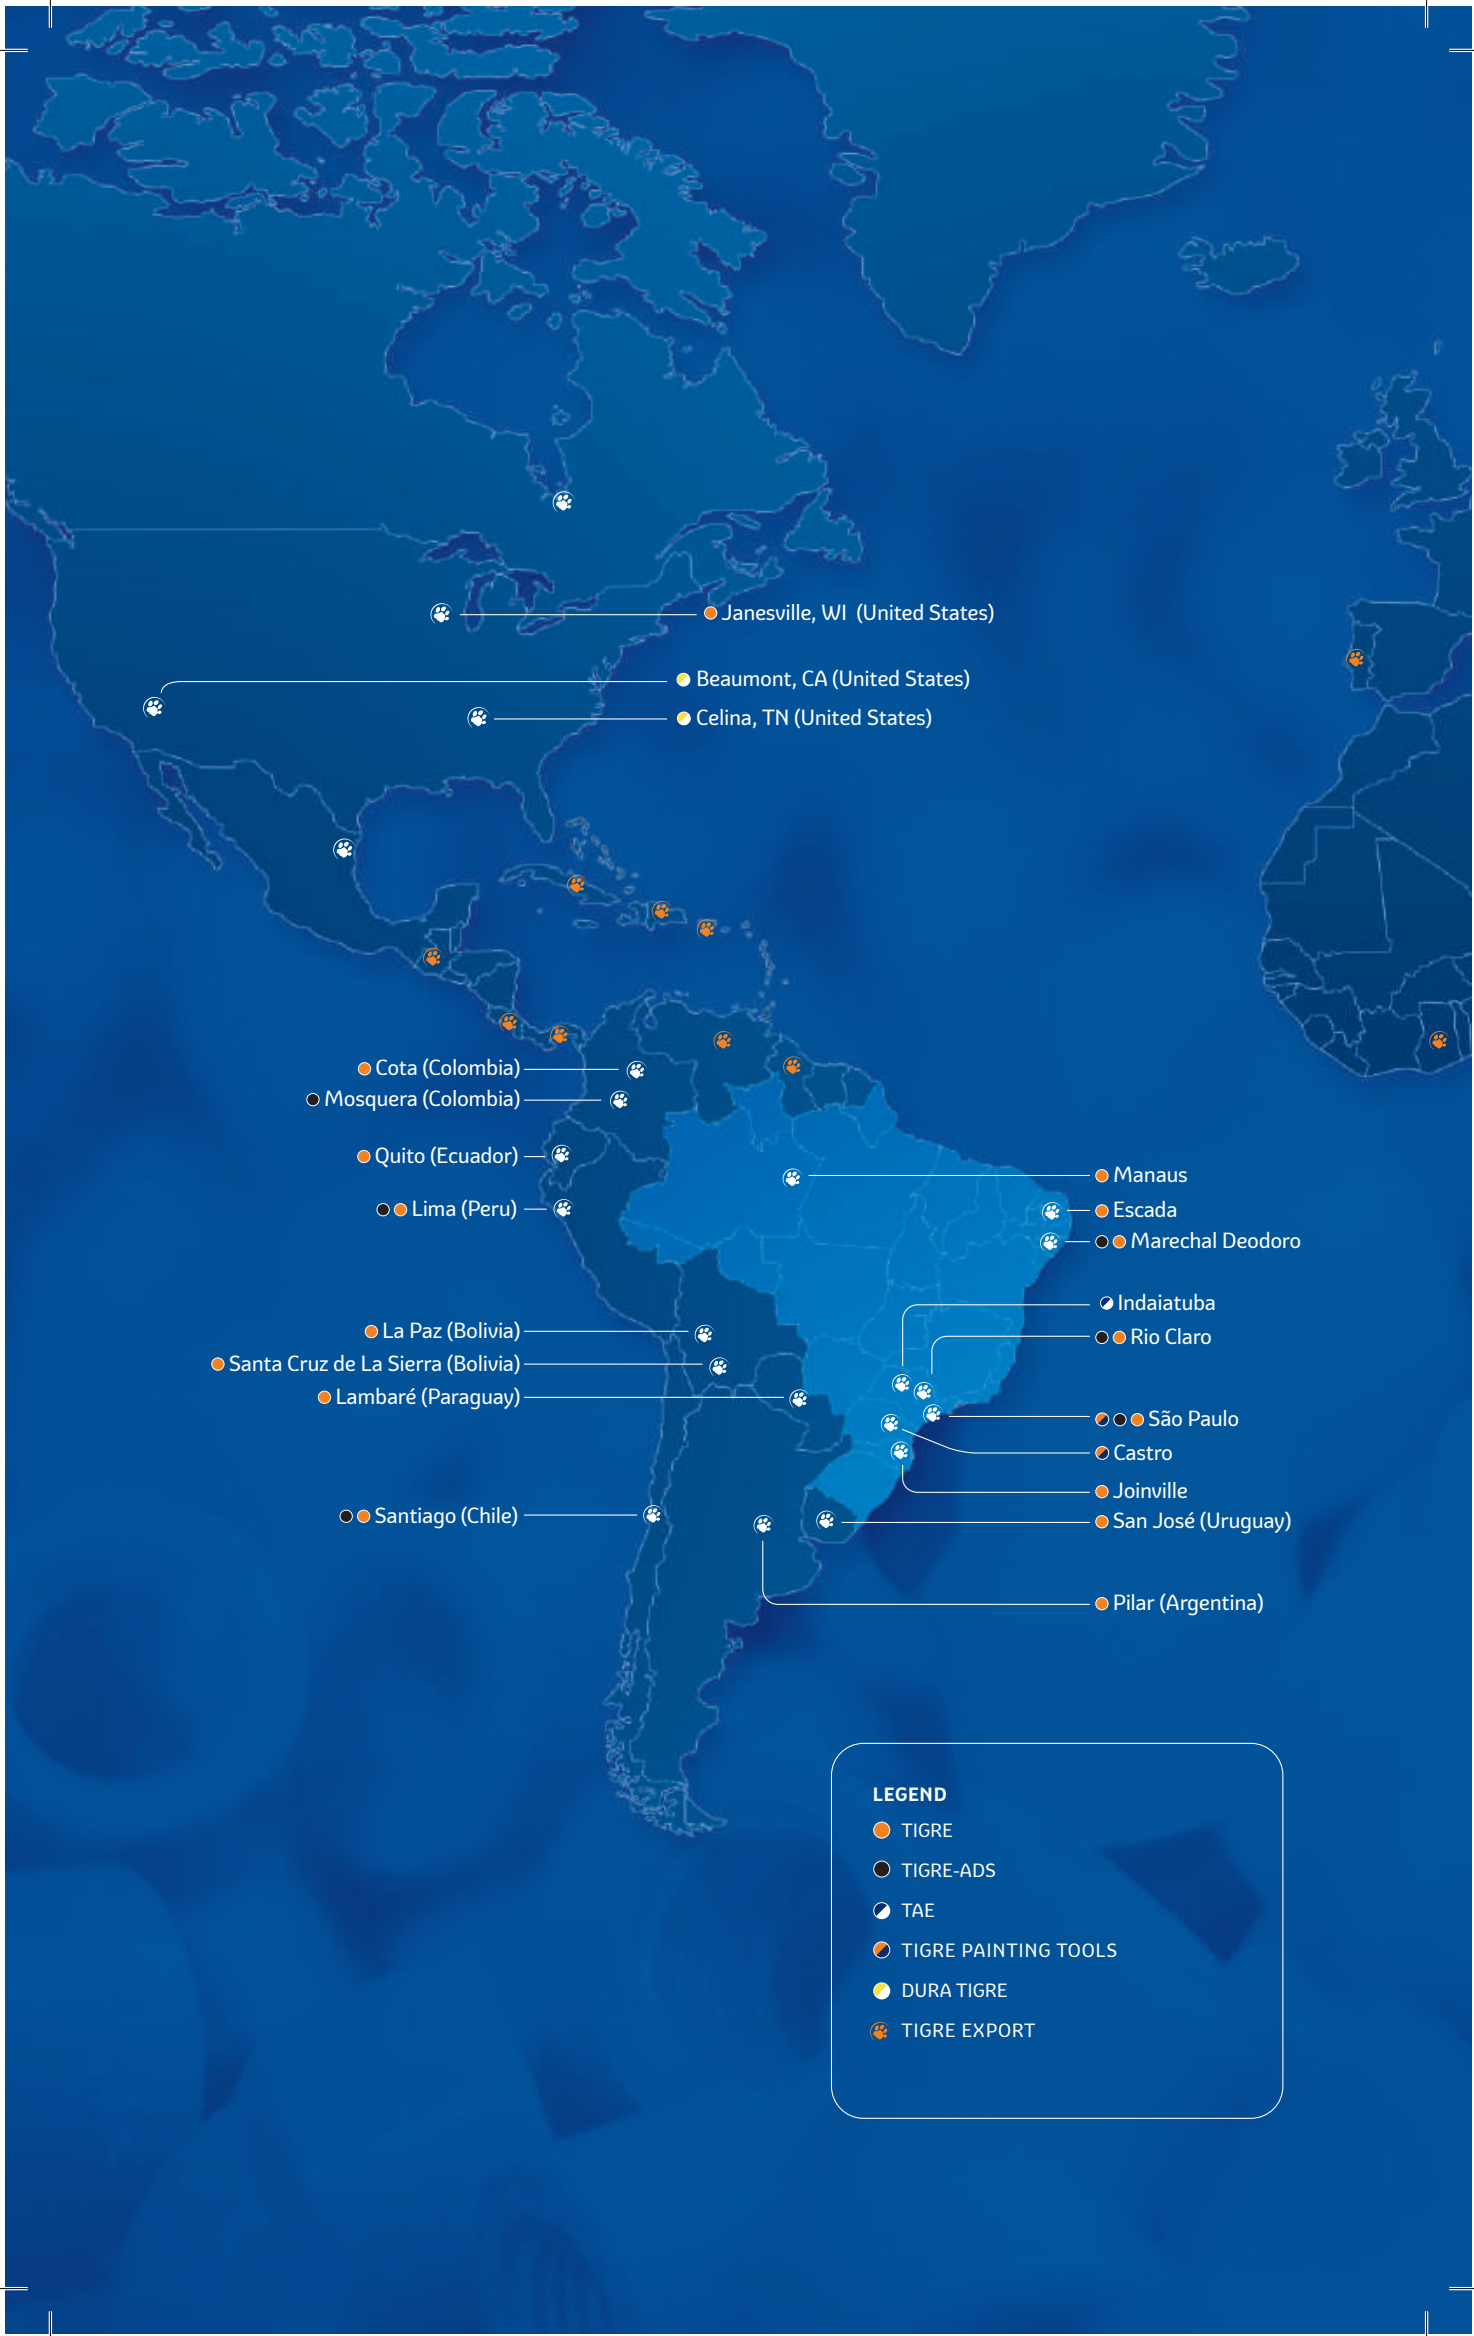 Janesville, WI (United States)
Beaumont, CA (United States)
Celina, TN (United States)
Cota (Colombia)
Mosquera (Colombia)
Quito (Ecuador)
Lima (Peru)
Manaus
Escada
Marechal Deodoro
Indaiatuba
Rio Claro
La Paz (Bolivia)
Santa Cruz de La Sierra (Bolivia)
Lambaré (Paraguay)
São Paulo
Castro
Joinville
Santiago (Chile)
San José (Uruguay)
Pilar (Argentina)
LEGEND
TIGRE
TIGRE-ADS
TAE
TIGRE PAINTING TOOLS
DURA TIGRE
TIGRE EXPORT